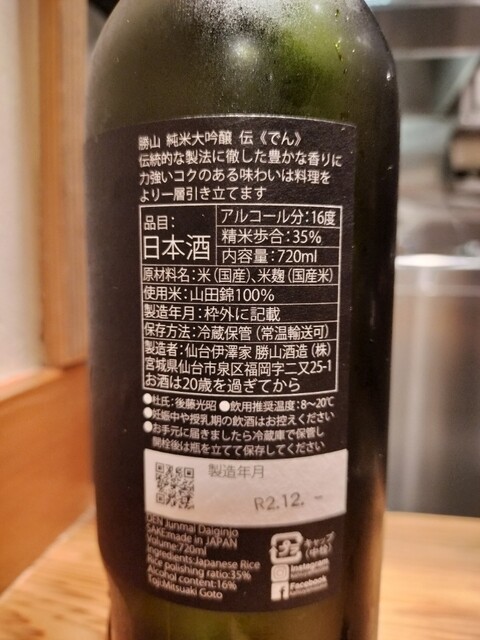 勝山 純米大吟醸 伝《でん》
伝統的な製法に徹した豊かな香りに
力強いコクのある味わいは料理を
より一層引き立てます
品目：
日本酒
アルコール分：16度
精米歩合：35%
内容量：720ml
原材料名：米（国産）、米麹（国産米）
使用米：山田錦100%
製造年月：枠外に記載
保存方法：冷蔵保管（常温輸送可）
製造者：仙台伊澤家 勝山酒造（株）
宮城県仙台市泉区福岡字二又25-1
お酒は20歳を過ぎてから
●杜氏：後藤光昭 ●飲用推奨温度：8～20℃
●妊娠中や授乳期の飲酒はお控えください
●お手元に届きましたら冷蔵庫で保管し
開栓後は瓶を立てて保存してください
製造年月
R2.12.
DEN Junmai Daiginjo
SAKE:made in JAPAN
Volume:720ml
Ingredients:Japanese Rice
Rice polishing ratio:35%
Alcohol content:16%
Toji:Mitsuaki Goto
キャップ
(中栓)
Instagram
Facebook